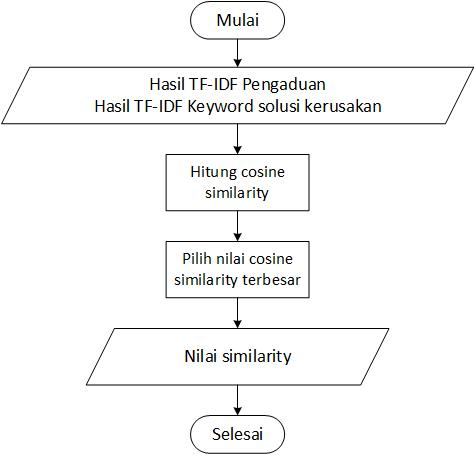 Mulai
Hasil TF-IDF Pengaduan
Hasil TF-IDF Keyword solusi kerusakan
Hitung cosine
similarity
Pilih nilai cosine
similarity terbesar
Nilai similarity
Selesai